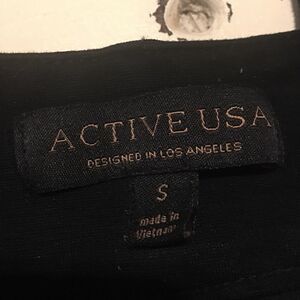 ACTIVE USA
DESIGNED IN LOS ANGELES
S
made in
Vietnam